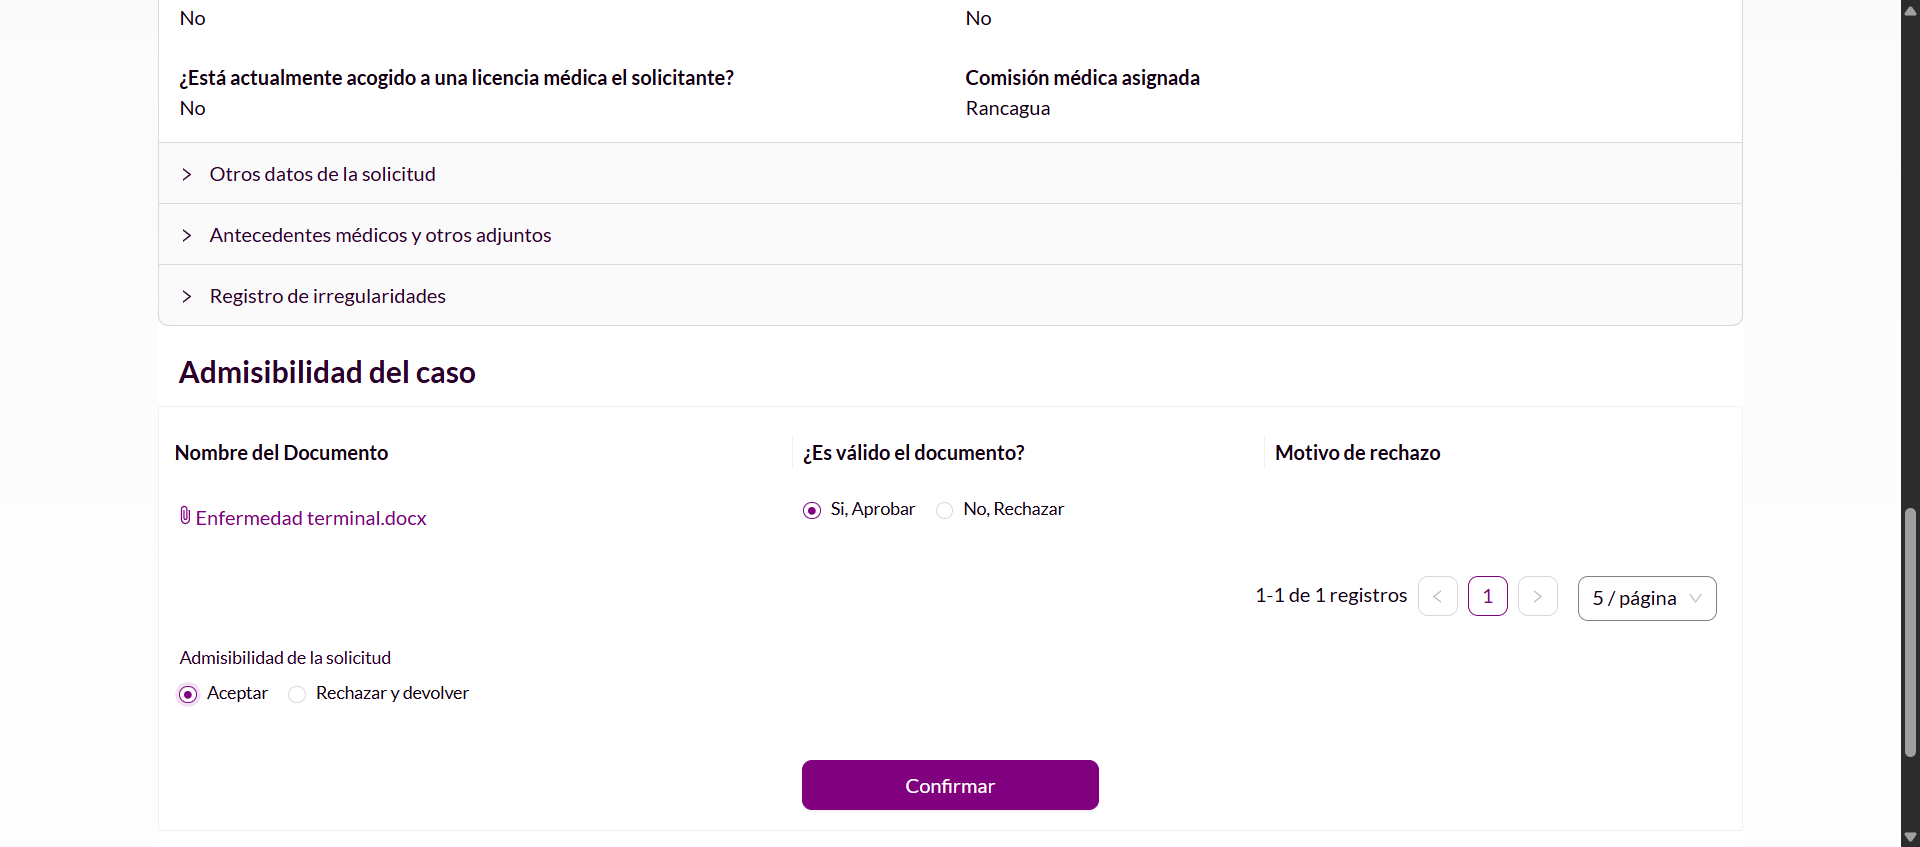 No
No
¿Está actualmente acogido a una licencia médica el solicitante?
Comisión médica asignada
No
Rancagua
Otros datos de la solicitud
Antecedentes médicos y otros adjuntos
Registro de irregularidades
Admisibilidad del caso
Nombre del Documento
¿Es válido el documento?
Motivo de rechazo
Enfermedad terminal.docx
Si, Aprobar
No, Rechazar
1-1 de 1 registros
1
5 / página
Admisibilidad de la solicitud
Aceptar
Rechazar y devolver
Confirmar